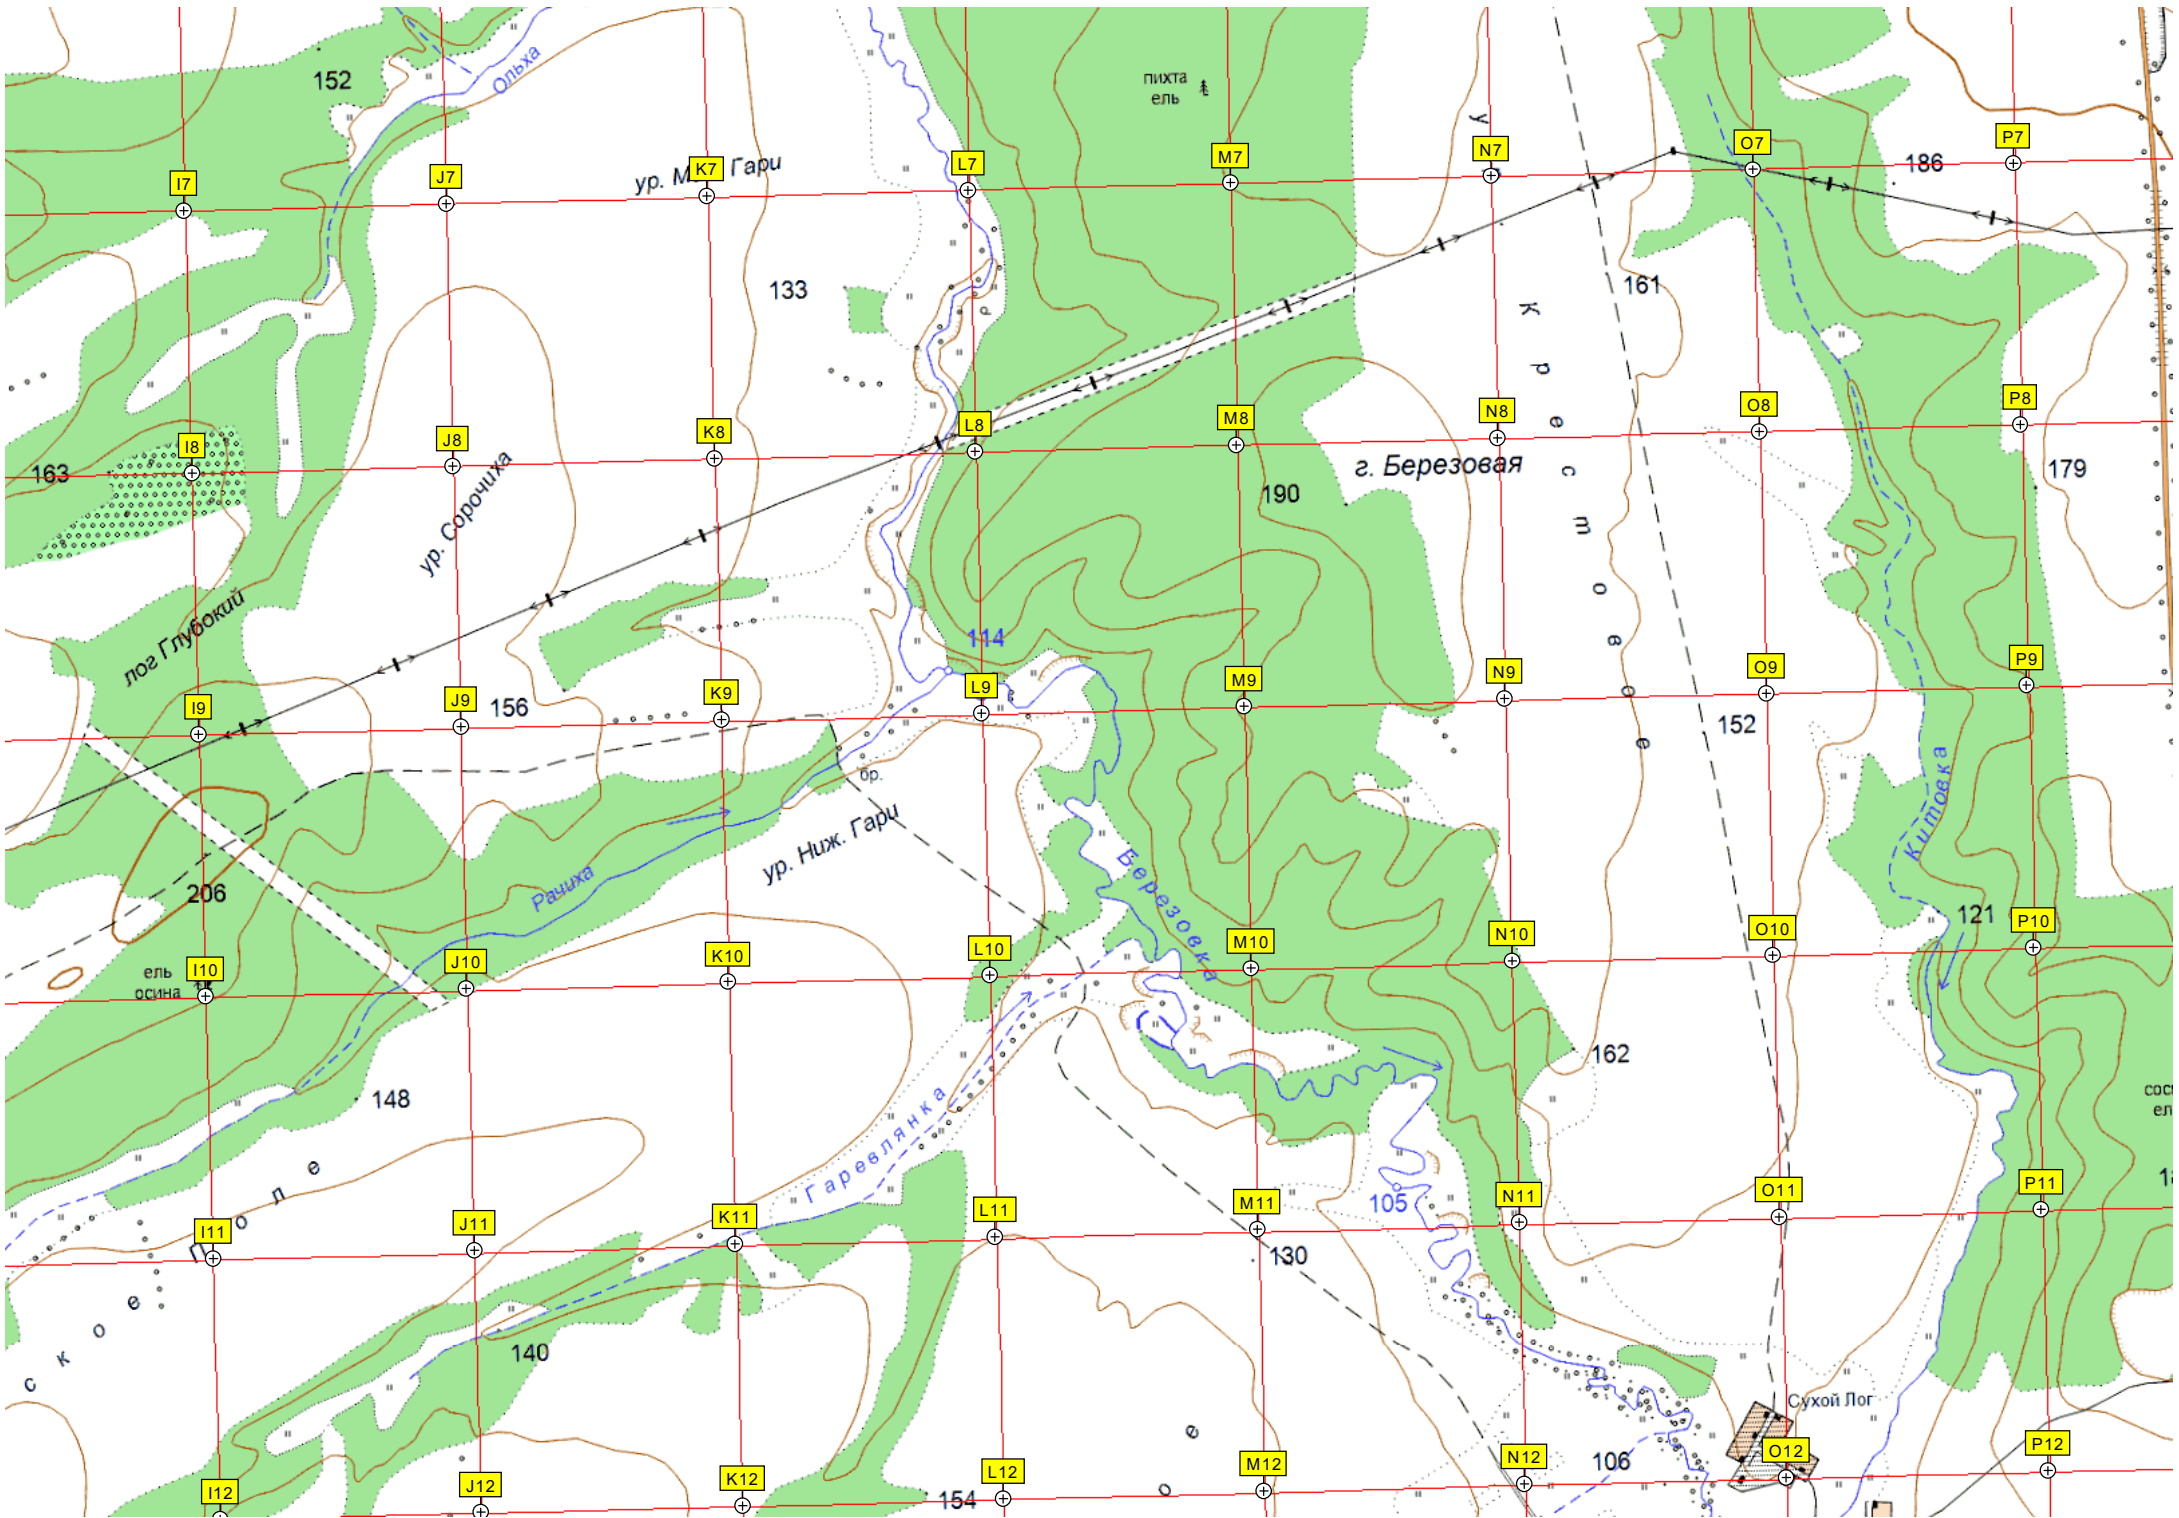 152
Ольха
пихта
ель
у
I7
J7
ур. М
K7
Гари
L7
M7
N7
O7
186
P7
133
161
К
р
е
с
т
о
в
о
е
I8
163
J8
K8
L8
M8
190
г. Березовая
N8
O8
P8
179
ур. Сорочиха
лог Глубокий
114
I9
J9
156
K9
L9
M9
N9
O9
152
P9
бр.
ур. Ниж. Гари
206
Рачиха
Березовка
Китовка
121
ель
осина
I10
J10
K10
L10
M10
N10
O10
P10
148
162
Гаревлянка
сос
ел
105
с к о е п о л е
I11
J11
K11
L11
M11
130
N11
O11
P11
140
Сухой Лог
е
о
I12
J12
K12
154
L12
M12
N12
106
O12
P12